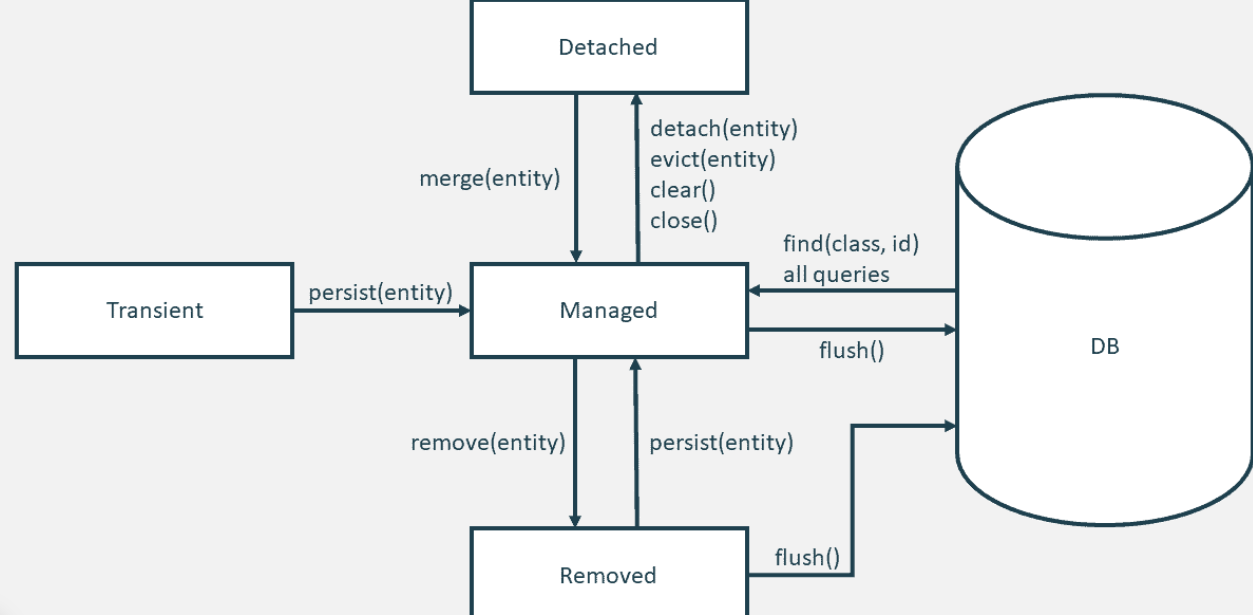 Detached
merge(entity)
detach(entity)
evict(entity)
clear()
close()
find(class, id)
all queries
Transient
persist(entity)
Managed
flush()
DB
remove(entity)
persist(entity)
flush()
Removed